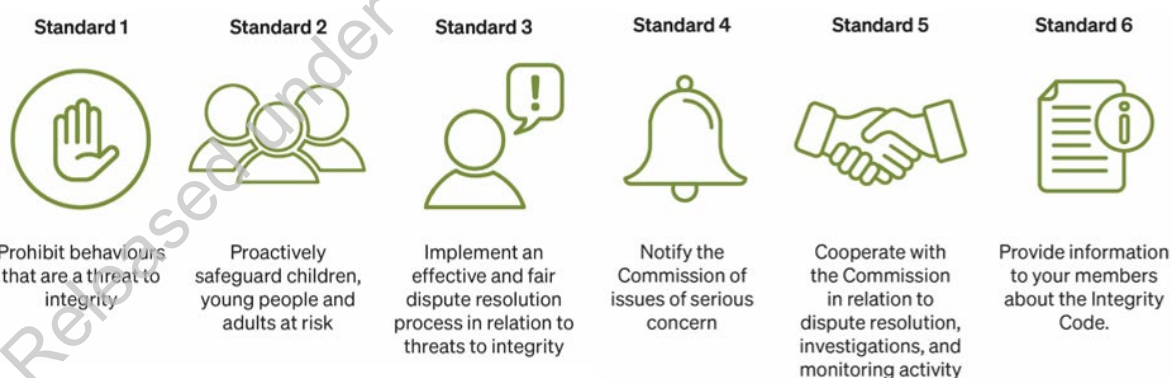 Standard 1
Prohibit behaviours
that are a threat to
integrity
Standard 2
Proactively
safeguard children,
young people and
adults at risk
Standard 3
!
Implement an
effective and fair
dispute resolution
process in relation to
threats to integrity
Standard 4
Notify the
Commission of
issues of serious
concern
Standard 5
Cooperate with
the Commission
in relation to
dispute resolution,
investigations, and
monitoring activity
Standard 6
i
Provide information
to your members
about the Integrity
Code.
Released under